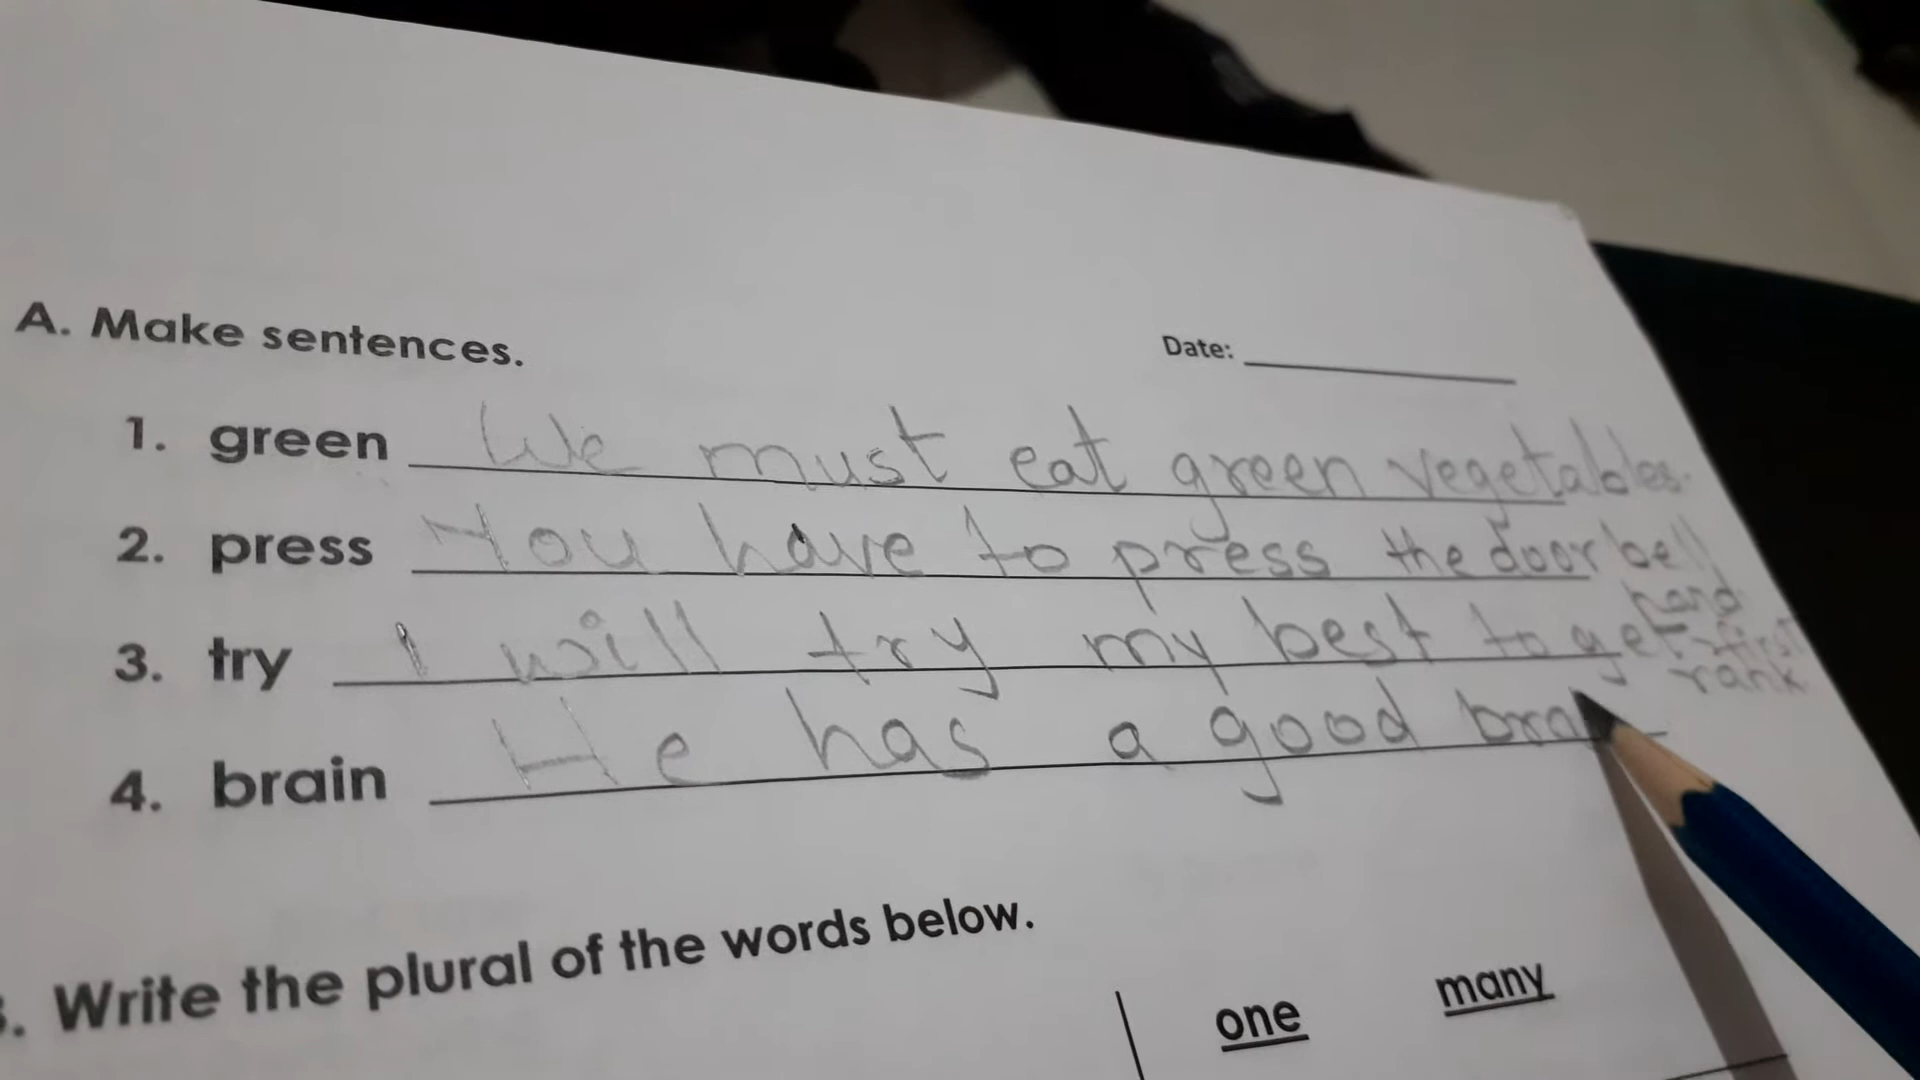 A. Make sentences.
Date:
1. green We must eat green vegetables.
2. press You have to press the door bell
hard
3. try I will try my best to get first
rank
4. brain He has a good bra
. Write the plural of the words below.
one many